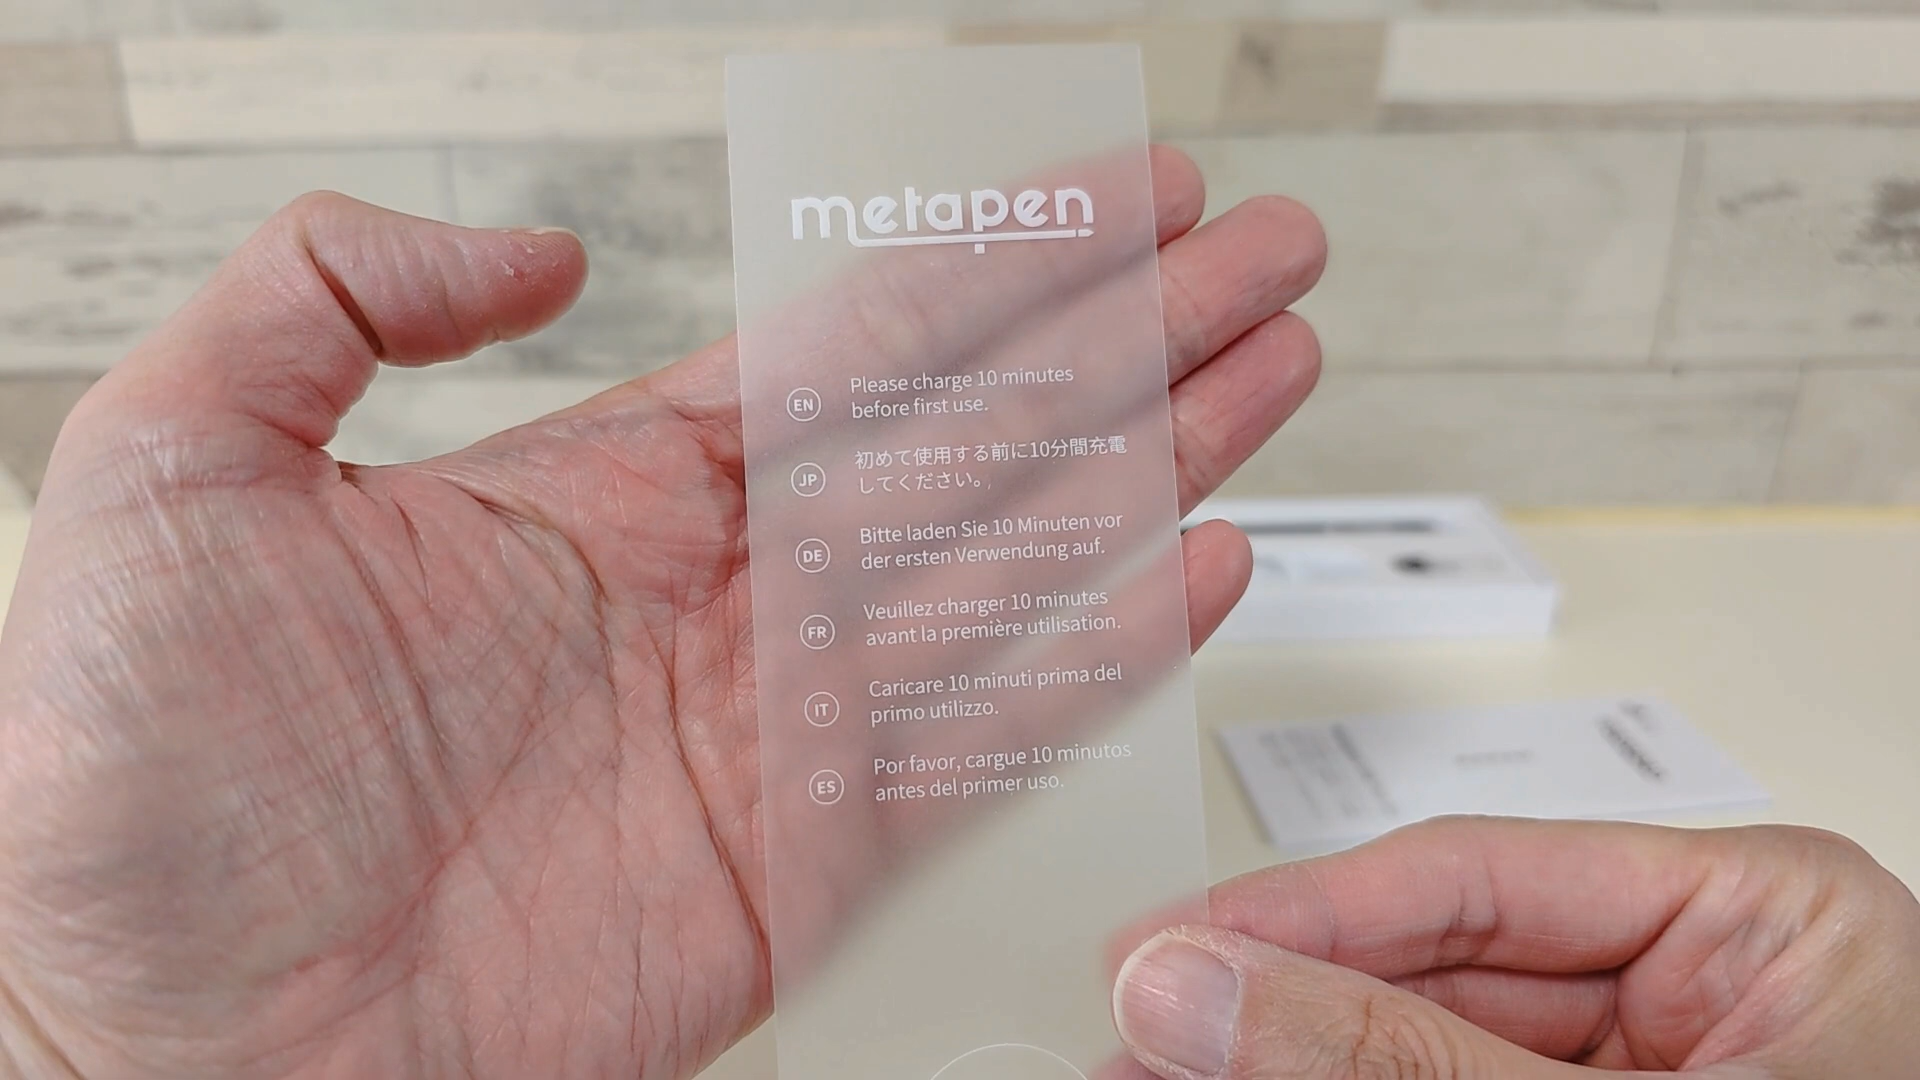 metapen
EN
Please charge 10 minutes
before first use.
JP
初めて使用する前に10分間充電
してください。
DE
Bitte laden Sie 10 Minuten vor
der ersten Verwendung auf.
FR
Veuillez charger 10 minutes
avant la première utilisation.
IT
Caricare 10 minuti prima del
primo utilizzo.
ES
Por favor, cargue 10 minutos
antes del primer uso.